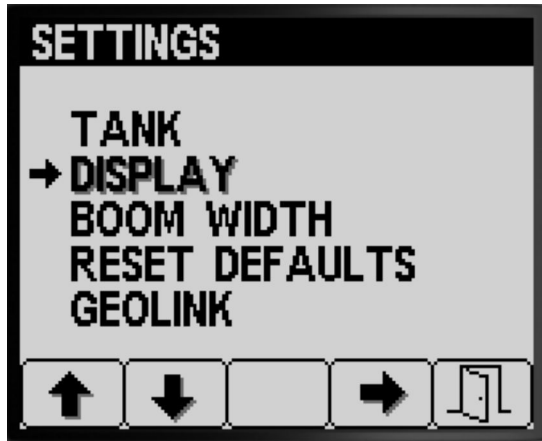 SETTINGS
TANK
DISPLAY
BOOM WIDTH
RESET DEFAULTS
GEOLINK